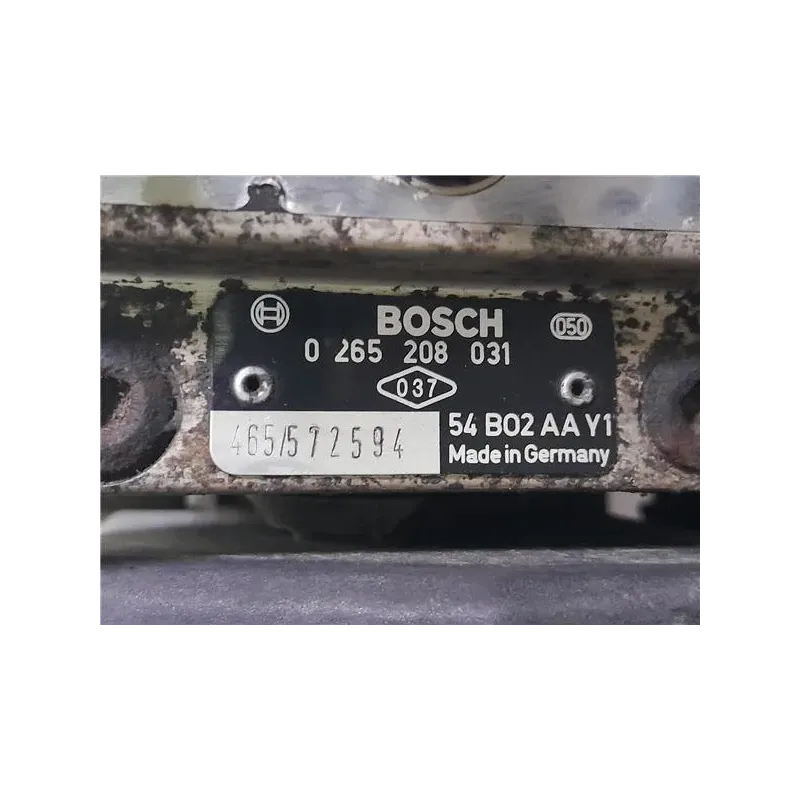 BOSCH 050
0 265 208 031
037
465/572594
54 B02 AA Y1
Made in Germany